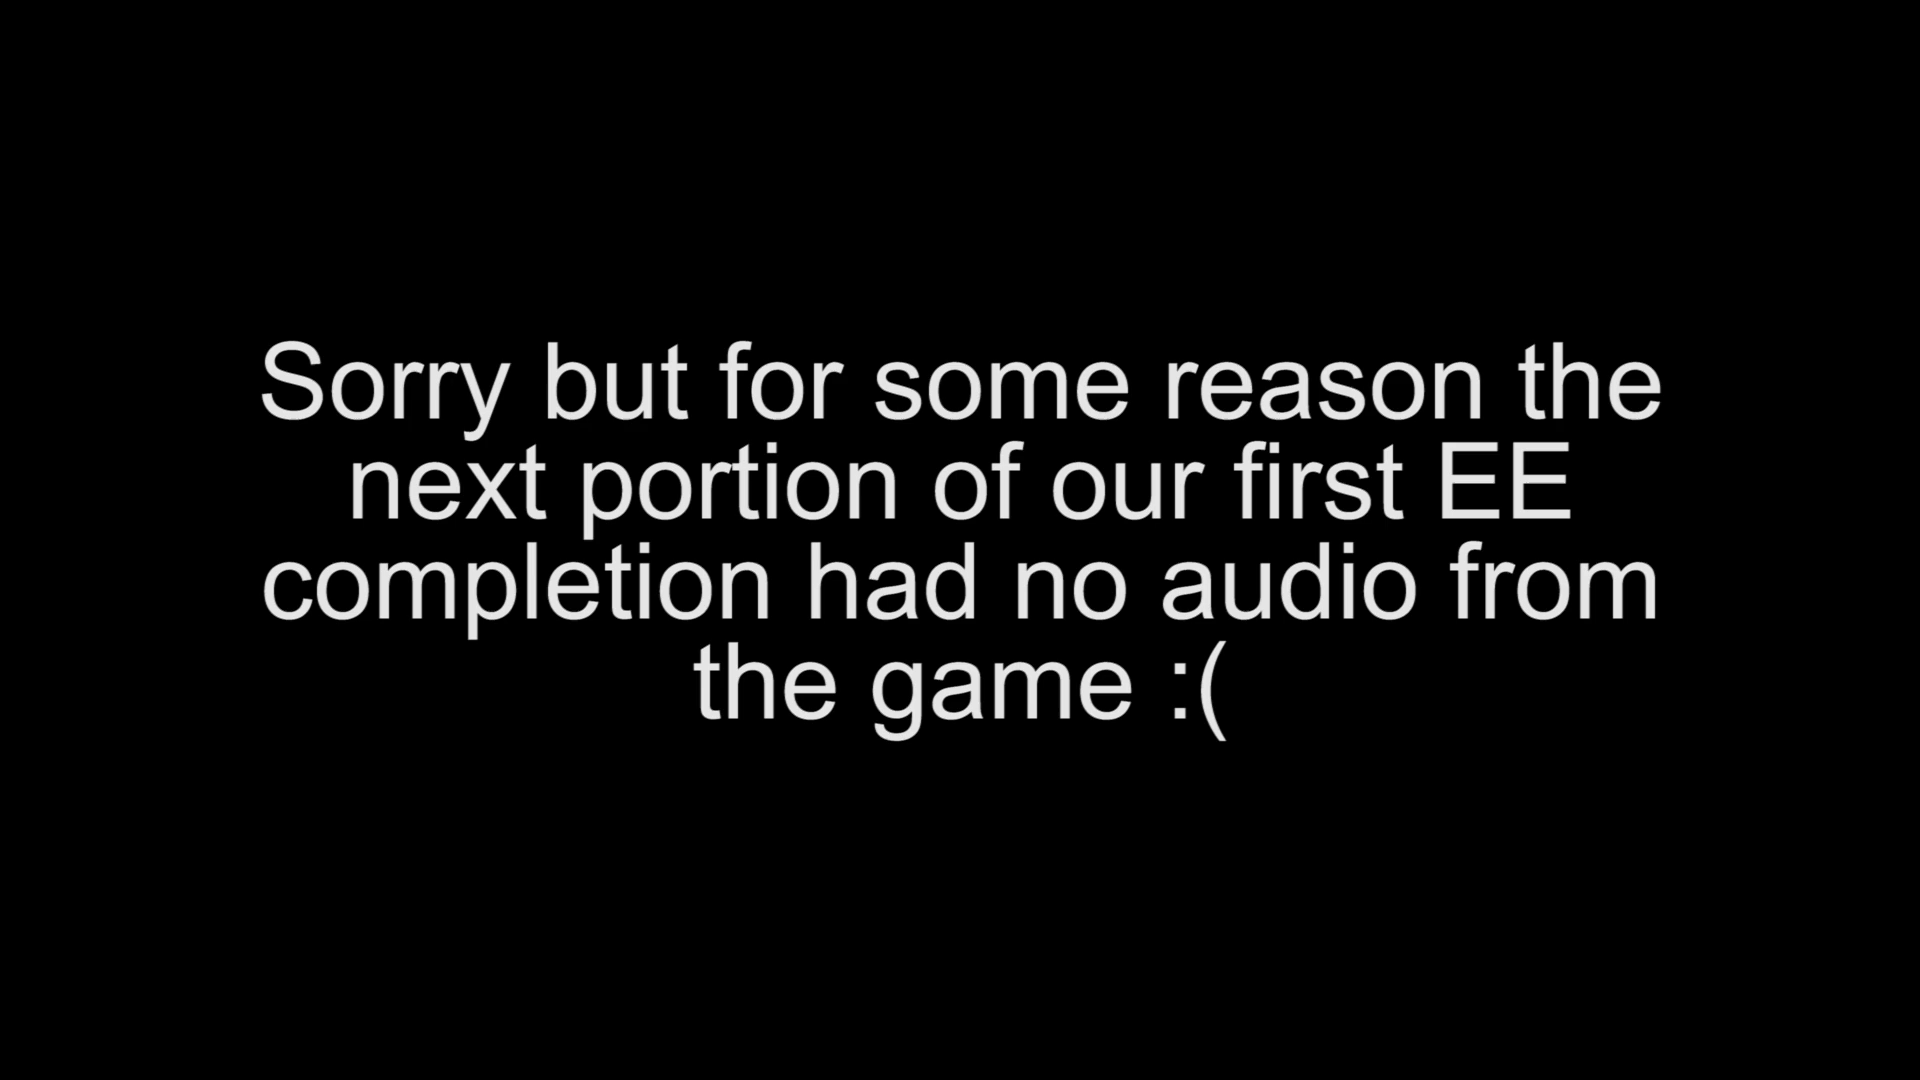 Sorry but for some reason the
next portion of our first EE
completion had no audio from
the game :(